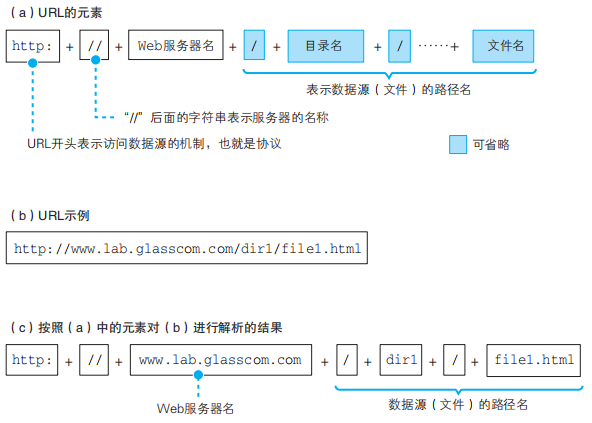 (a)URL的元素
http: + // + Web服务器名 + / + 目录名 + / ……+ 文件名
表示数据源(文件)的路径名
“//”后面的字符串表示服务器的名称
URL开头表示访问数据源的机制,也就是协议
可省略
(b)URL示例
http://www.lab.glasscom.com/dir1/file1.html
(c)按照(a)中的元素对(b)进行解析的结果
http: + // + www.lab.glasscom.com + / + dir1 + / + file1.html
Web服务器名
数据源(文件)的路径名